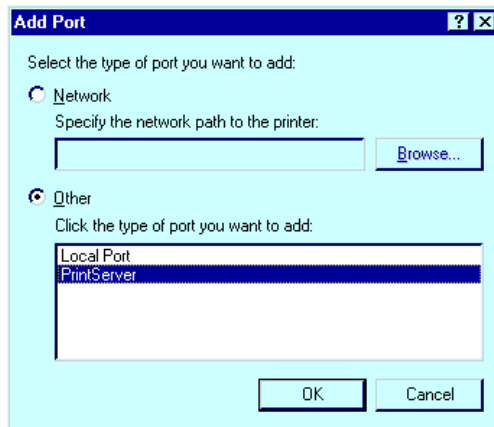 Add Port
Select the type of port you want to add:
Network
Specify the network path to the printer:
Browse...
Other
Click the type of port you want to add:
Local Port
PrintServer
OK Cancel